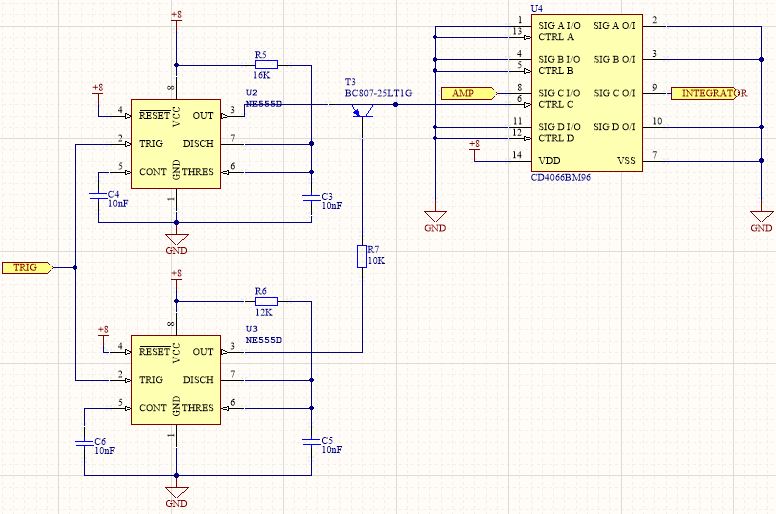 +8
R5
16K
+8
U2
NE555D
8
VCC
4 RESET OUT 3
2 TRIG DISCH 7
5 CONT GND THRES 6
1
C4
10nF
C3
10nF
GND
T3
BC807-25LT1G
R7
10K
TRIG
+8
R6
12K
+8
U3
NE555D
8
VCC
4 RESET OUT 3
2 TRIG DISCH 7
5 CONT GND THRES 6
1
C6
10nF
C5
10nF
GND
U4
1 SIG A I/O SIG A O/I 2
13 CTRL A
4 SIG B I/O SIG B O/I 3
5 CTRL B
AMP 8 SIG C I/O SIG C O/I 9 INTEGRATOR
6 CTRL C
11 SIG D I/O SIG D O/I 10
12 CTRL D
+8
14 VDD VSS 7
CD4066BM96
GND
GND